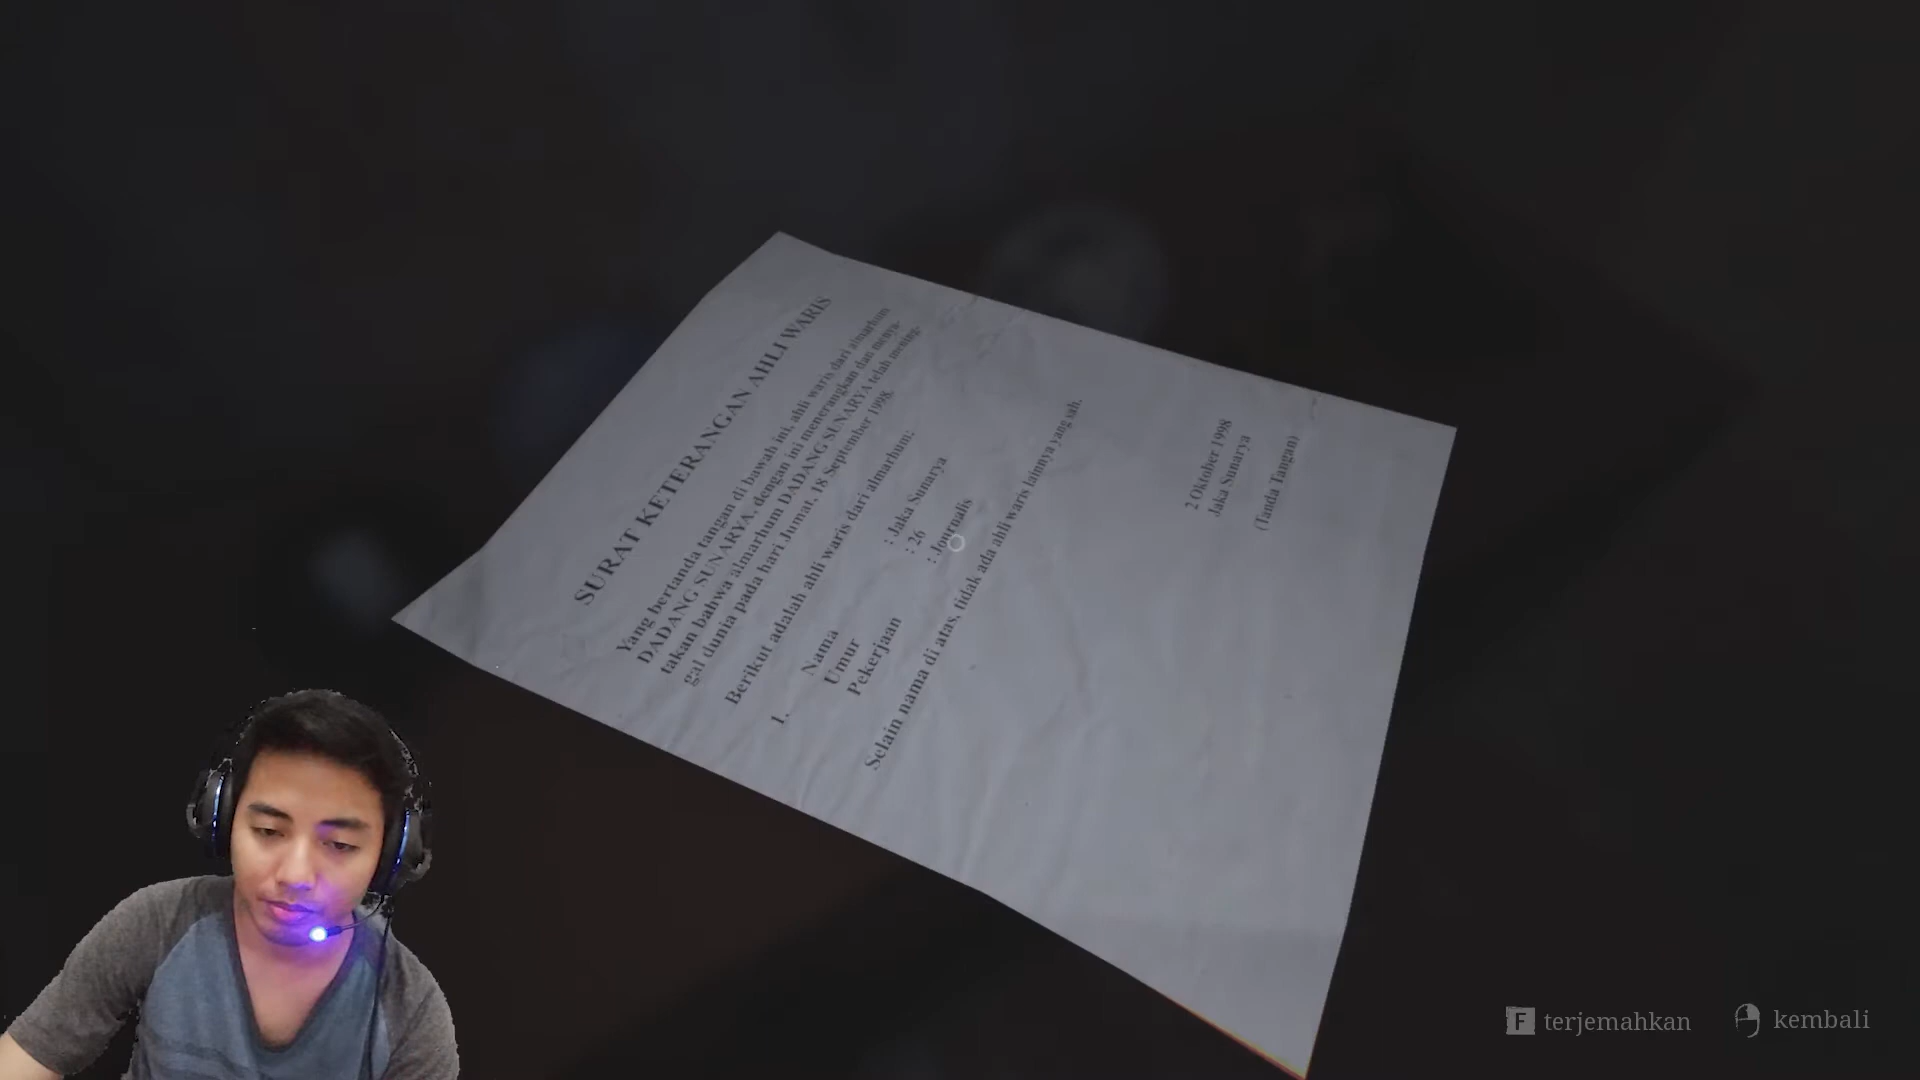 SURAT KETERANGAN AHLI WARIS
Yang bertanda tangan di bawah ini, ahli waris dari almarhum
DADANG SUNARYA, dengan ini menerangkan dan menya-
takan bahwa almarhum DADANG SUNARYA telah mening-
gal dunia pada hari Jumat, 18 September 1998.
Berikut adalah ahli waris dari almarhum:
1. Nama : Jaka Sunarya
Umur : 26
Pekerjaan : Journalis
Selain nama di atas, tidak ada ahli waris lainnya yang sah.
2 Oktober 1998
Jaka Sunarya
(Tanda Tangan)
F terjemahkan
kembali